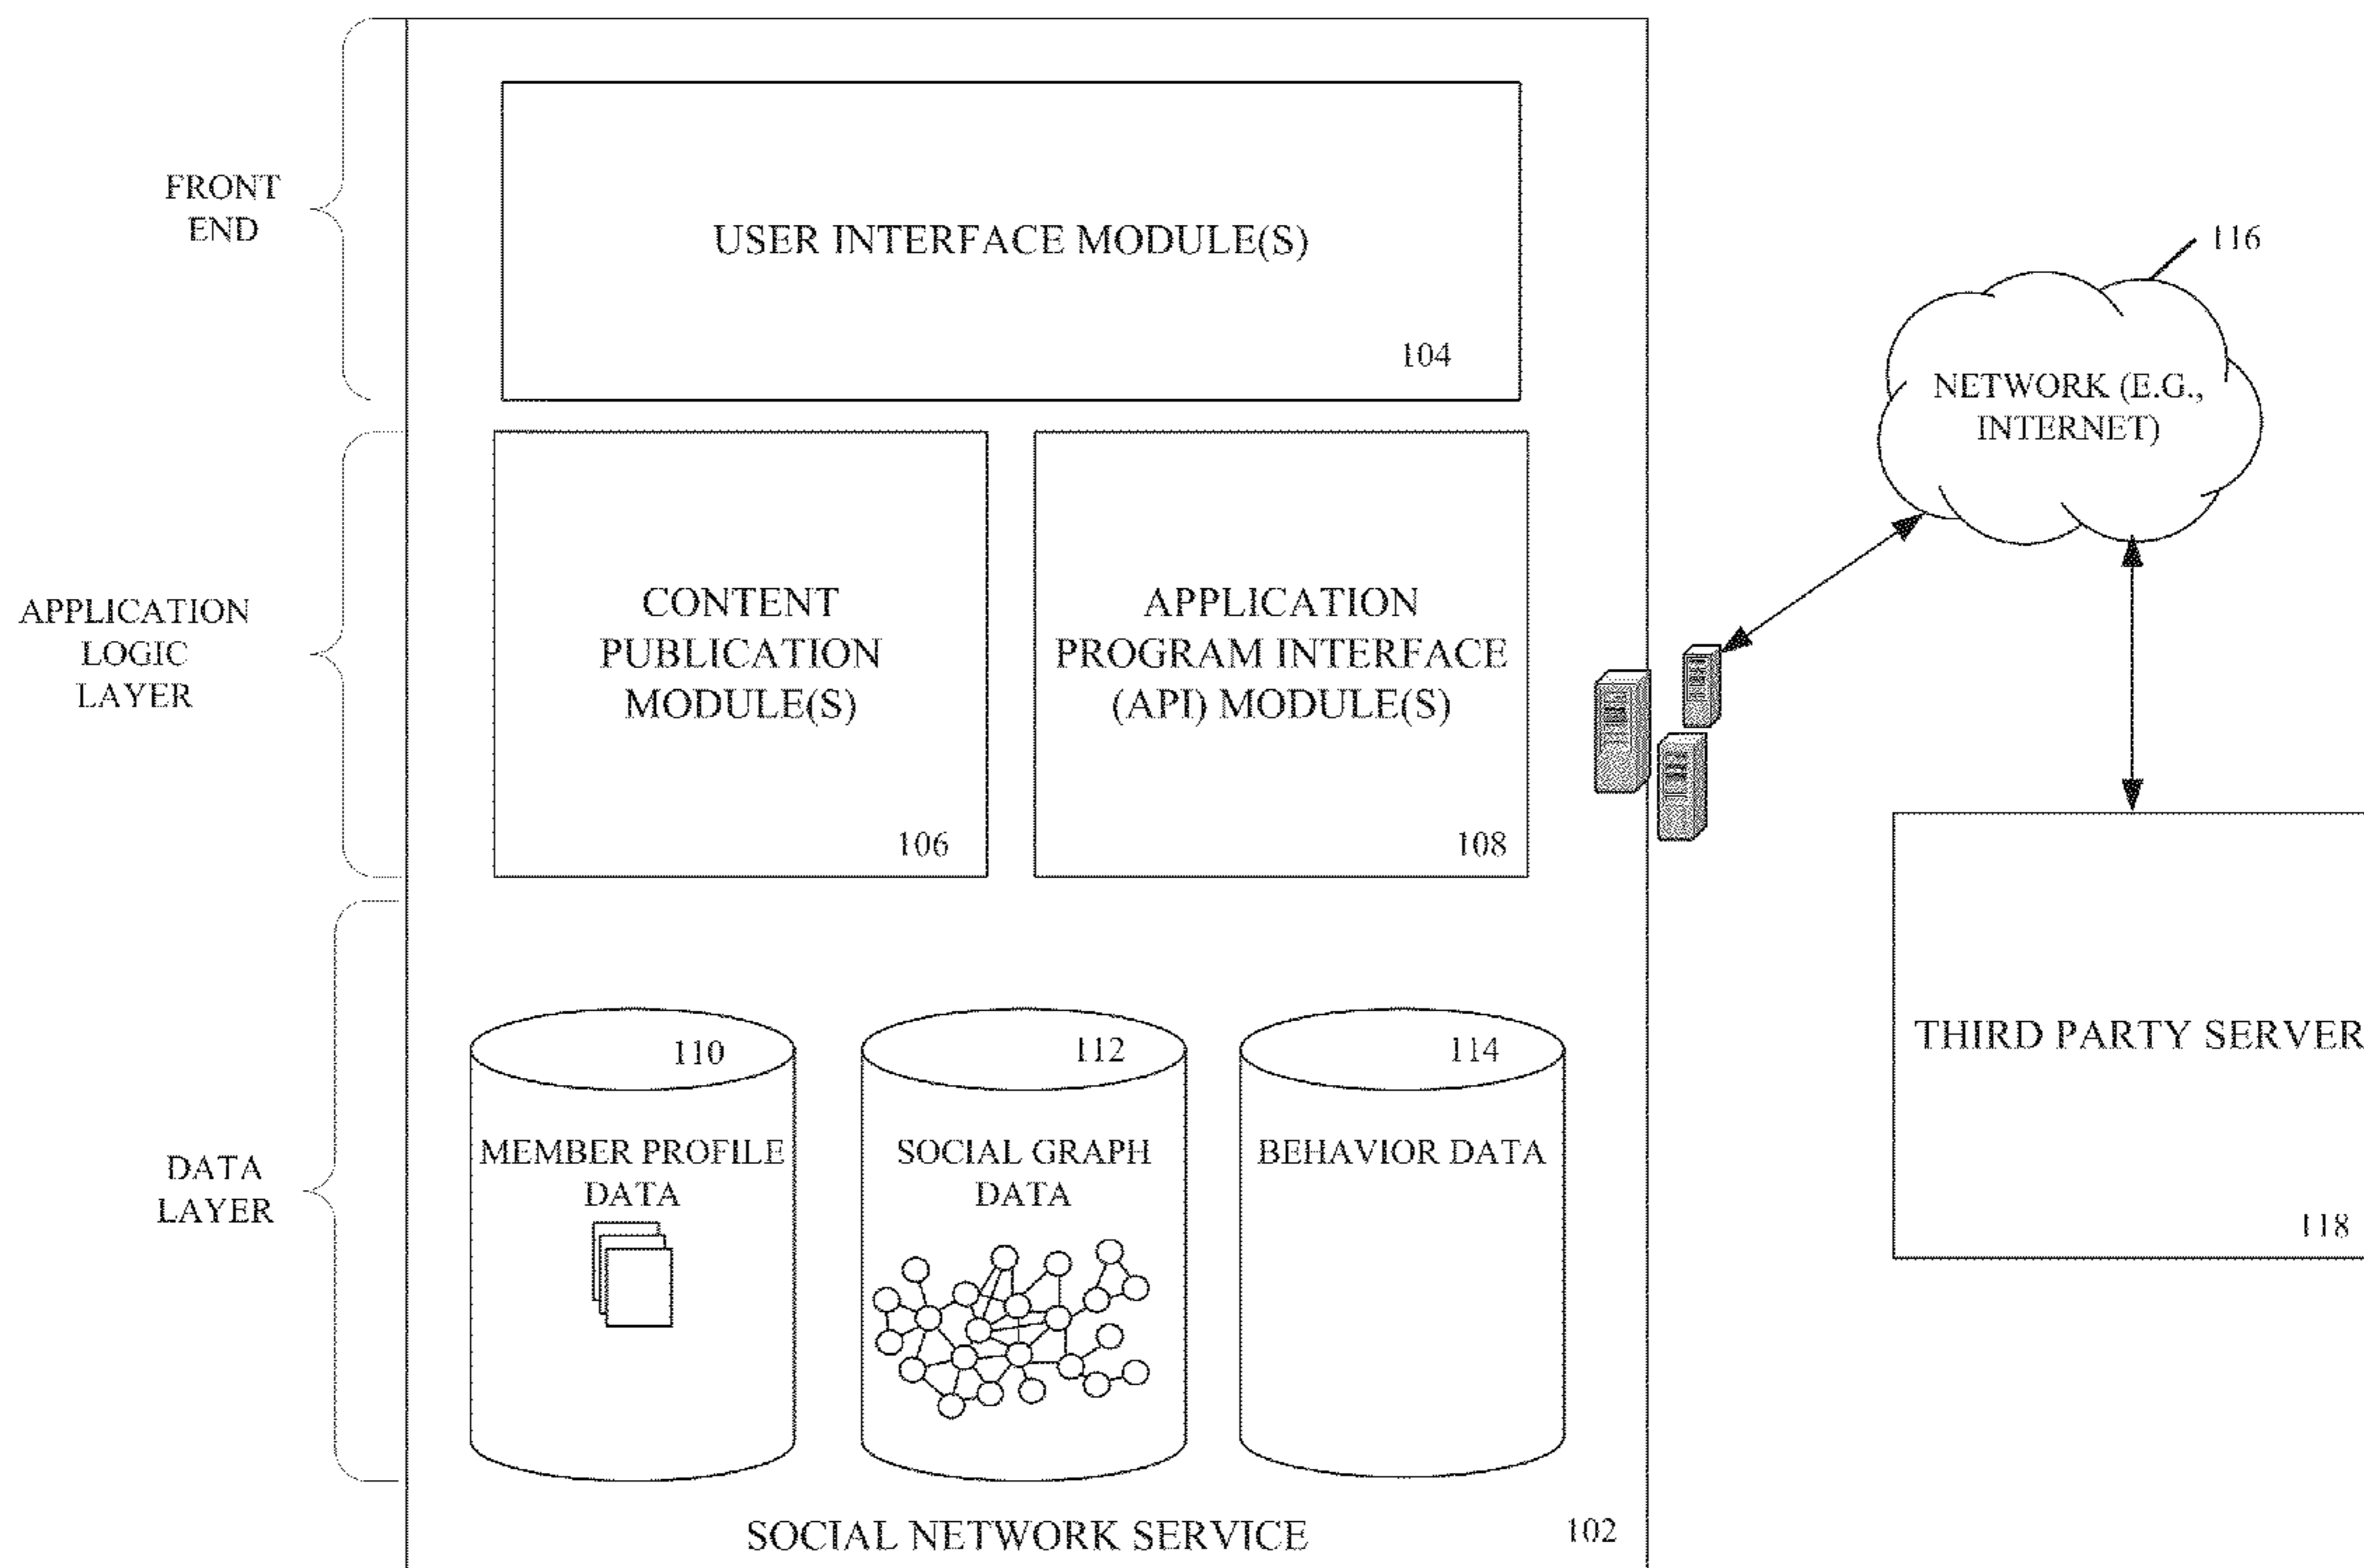 FRONT
END
USER INTERFACE MODULE(S)
104
116
NETWORK (E.G.,
INTERNET)
APPLICATION
LOGIC
LAYER
CONTENT
PUBLICATION
MODULE(S)
106
APPLICATION
PROGRAM INTERFACE
(API) MODULE(S)
108
THIRD PARTY SERVER
118
DATA
LAYER
110
MEMBER PROFILE
DATA
112
SOCIAL GRAPH
DATA
114
BEHAVIOR DATA
SOCIAL NETWORK SERVICE
102